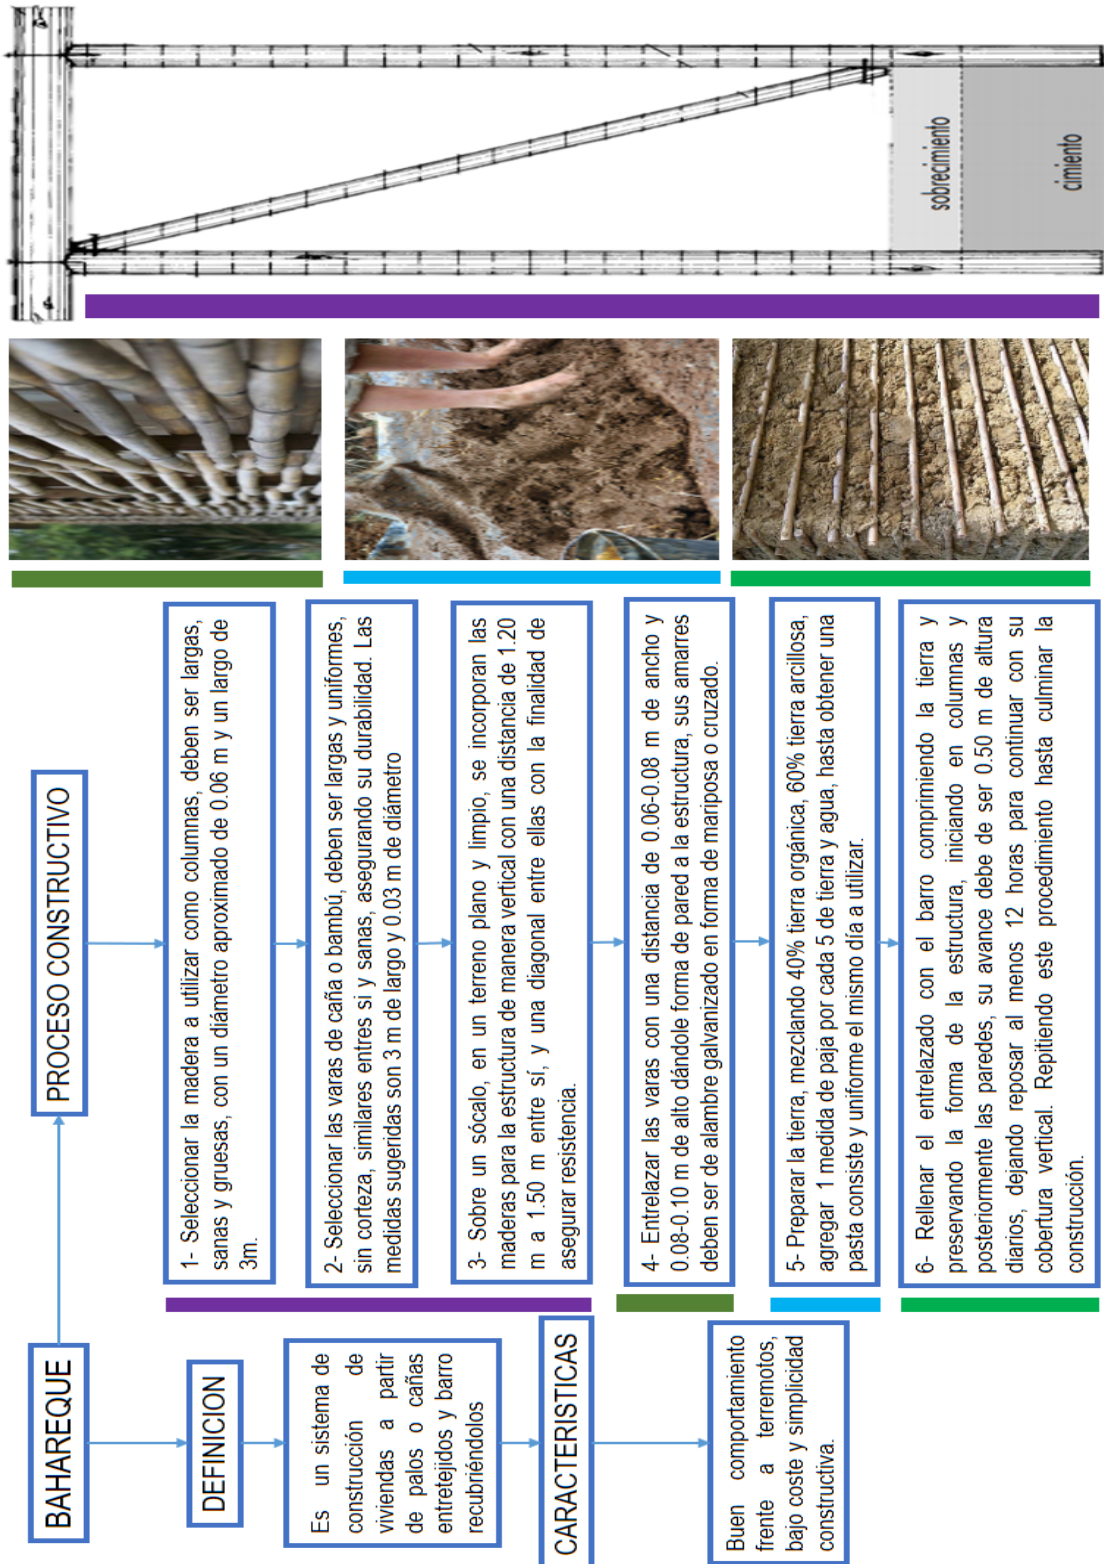 BAHAREQUE
DEFINICION
Es un sistema de
construcción de
viviendas a partir
de palos o cañas
entretejidos y barro
recubriéndolos
CARACTERISTICAS
Buen comportamiento
frente a terremotos,
bajo coste y simplicidad
constructiva.
PROCESO CONSTRUCTIVO
1- Seleccionar la madera a utilizar como columnas, deben ser largas,
sanas y gruesas, con un diámetro aproximado de 0.06 m y un largo de
3m.
2- Seleccionar las varas de caña o bambú, deben ser largas y uniformes,
sin corteza, similares entres si y sanas, asegurando su durabilidad. Las
medidas sugeridas son 3 m de largo y 0.03 m de diámetro
3- Sobre un sócalo, en un terreno plano y limpio, se incorporan las
maderas para la estructura de manera vertical con una distancia de 1.20
m a 1.50 m entre sí, y una diagonal entre ellas con la finalidad de
asegurar resistencia.
4- Entrelazar las varas con una distancia de 0.06-0.08 m de ancho y
0.08-0.10 m de alto dándole forma de pared a la estructura, sus amarres
deben ser de alambre galvanizado en forma de mariposa o cruzado.
5- Preparar la tierra, mezclando 40% tierra orgánica, 60% tierra arcillosa,
agregar 1 medida de paja por cada 5 de tierra y agua, hasta obtener una
pasta consiste y uniforme el mismo día a utilizar.
6- Rellenar el entrelazado con el barro comprimiendo la tierra y
preservando la forma de la estructura, iniciando en columnas y
posteriormente las paredes, su avance debe de ser 0.50 m de altura
diarios, dejando reposar al menos 12 horas para continuar con su
cobertura vertical. Repitiendo este procedimiento hasta culminar la
construcción.
4
sobrecimiento
cimiento